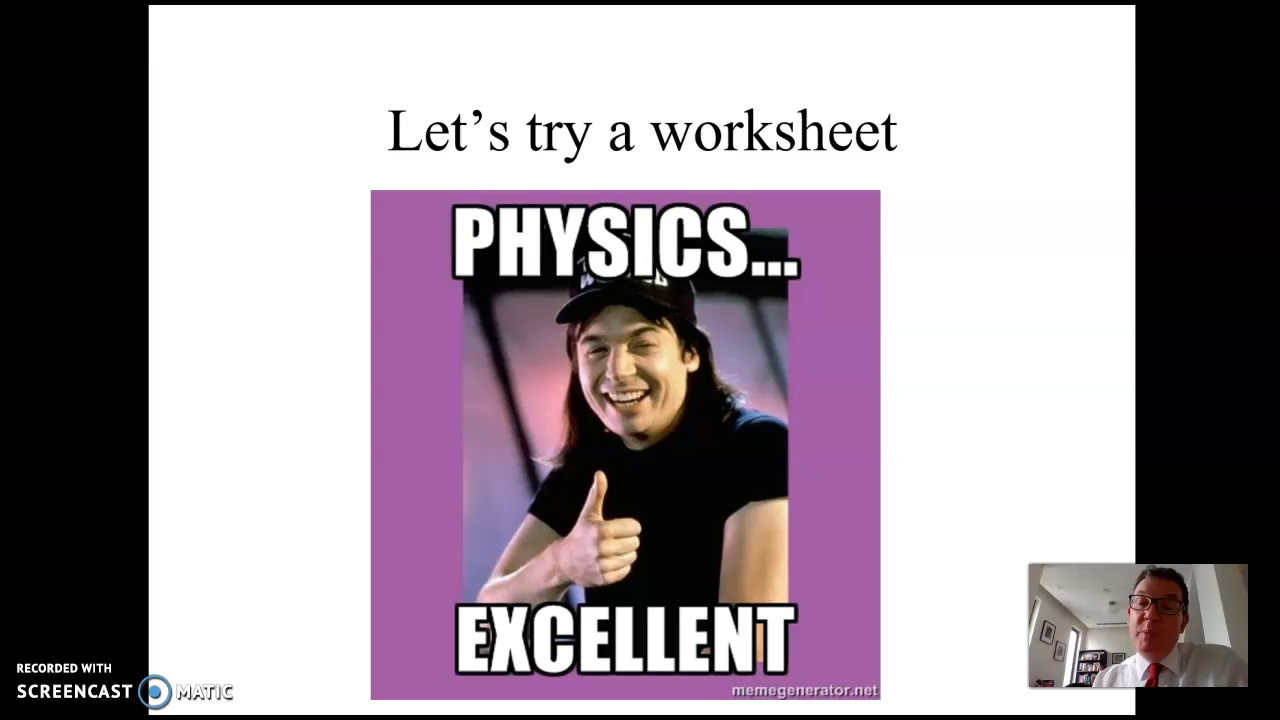 Let's try a worksheet
PHYSICS...
EXCELLENT
memegenerator.net
RECORDED WITH
SCREENCAST MATIC